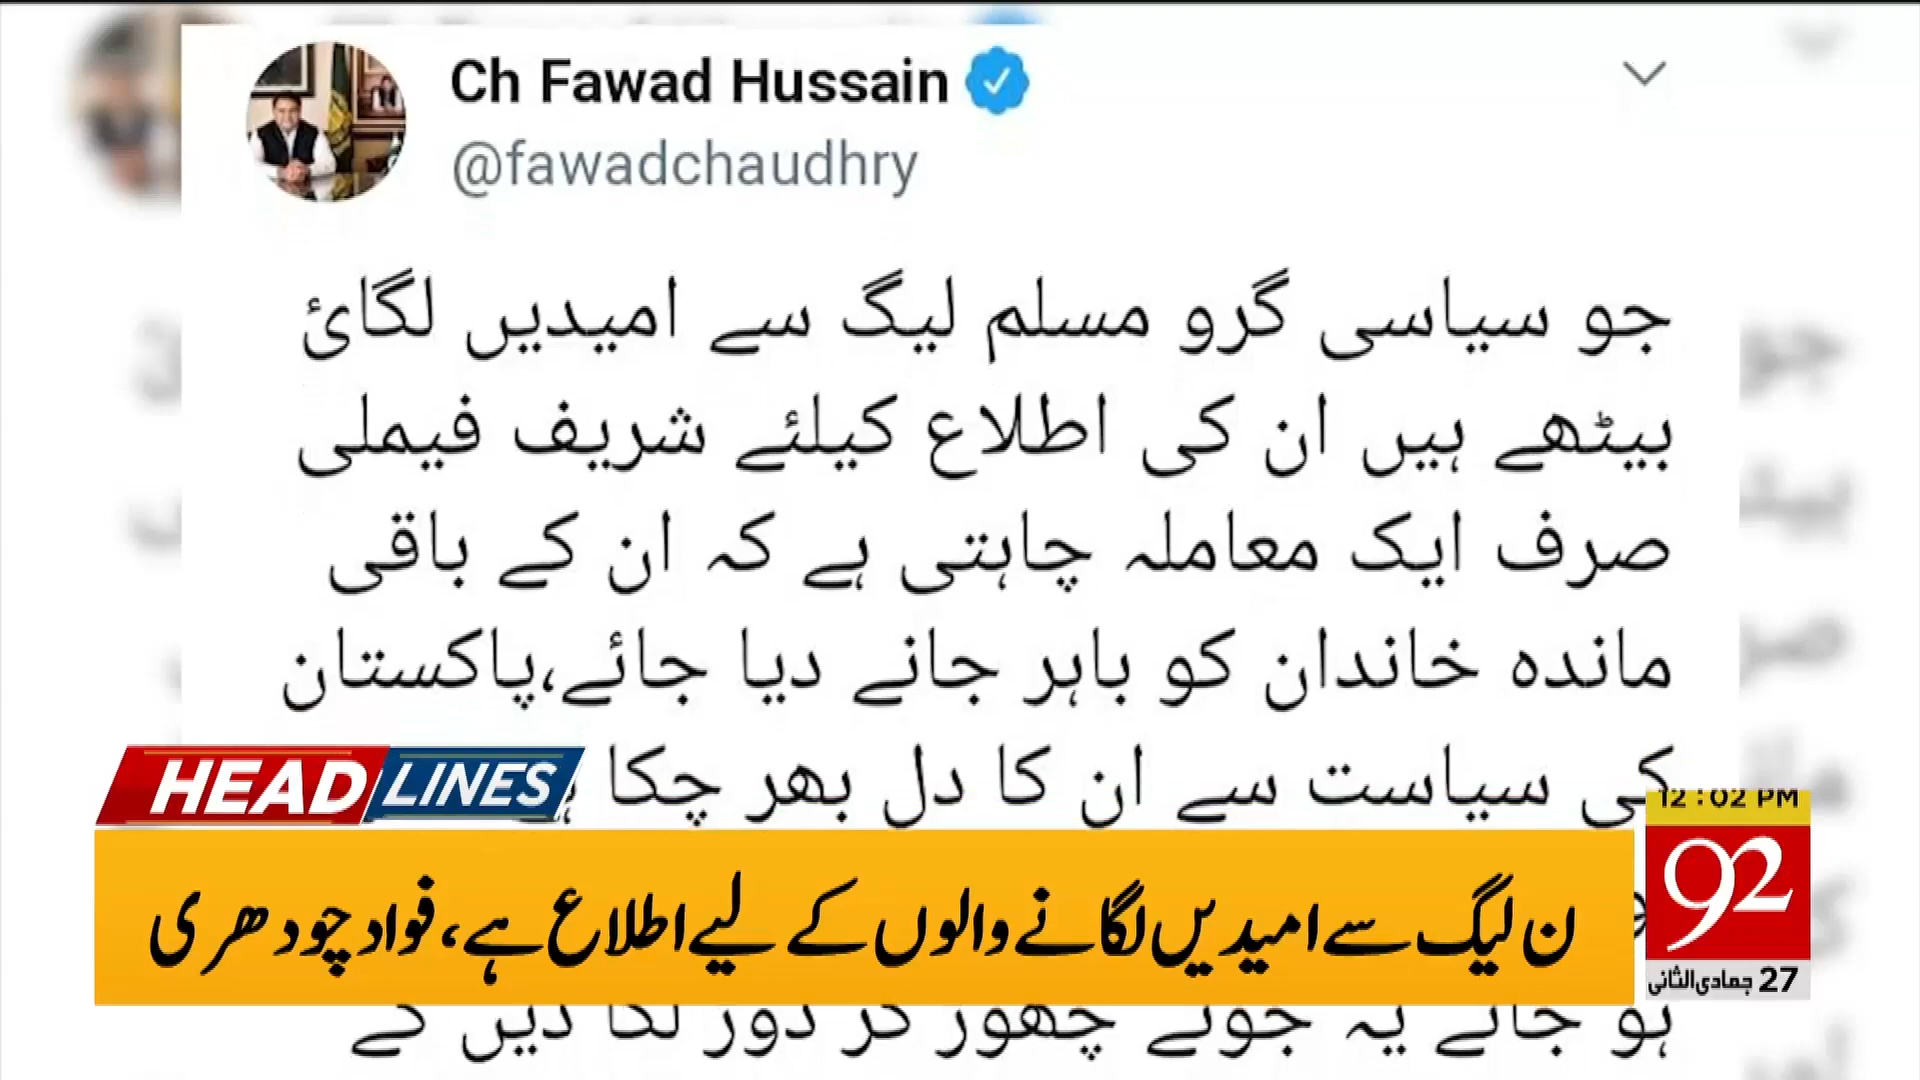 Ch Fawad Hussain
@fawadchaudhry
جو سیاسی گرو مسلم لیگ سے امیدیں لگائ
بیٹھے ہیں ان کی اطلاع کیلئے شریف فیملی
صرف ایک معاملہ چاہتی ہے کہ ان کے باقی
ماندہ خاندان کو باہر جانے دیا جائے،پاکستان
کی سیاست سے ان کا دل بھر چکا
HEADLINES
12:02 PM
ن لیگ سے امیدیں لگانے والوں کے لیے اطلاع ہے، فواد چودھری
92
27 جمادی الثانی
ہو جائے یہ جوتے چھوڑ کر دوڑ لگا دیں گے